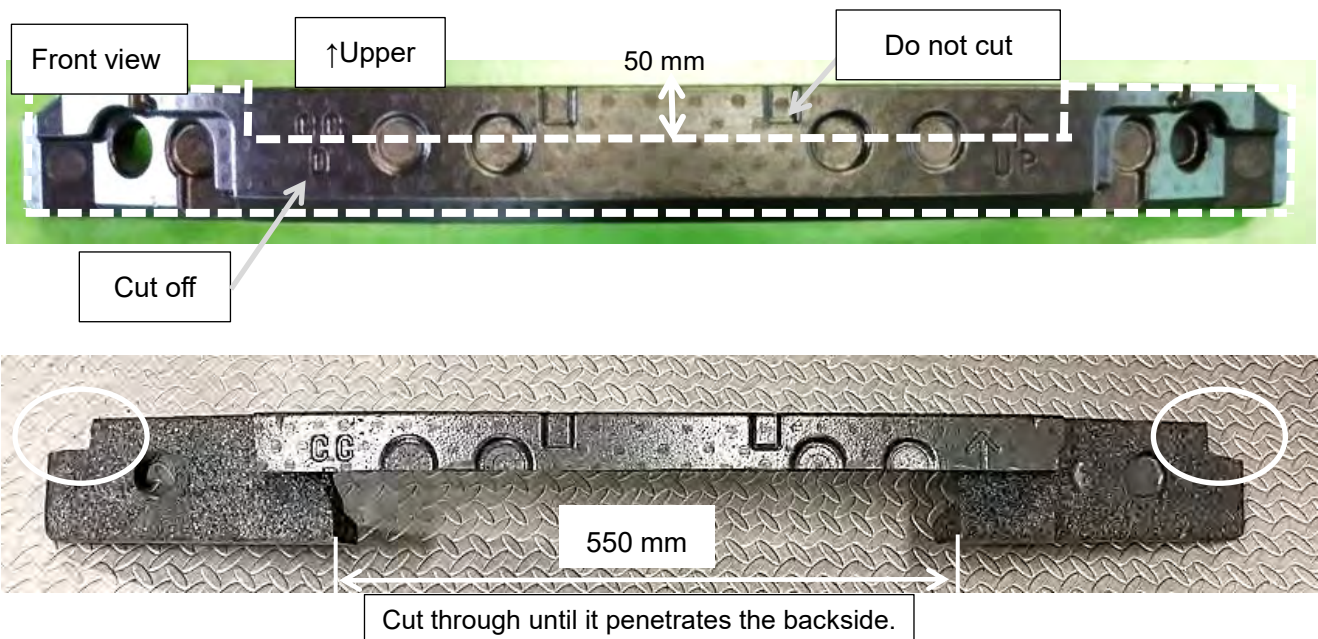 Front view
↑Upper
50 mm
Do not cut
UP
Cut off
CC
↑
550 mm
Cut through until it penetrates the backside.